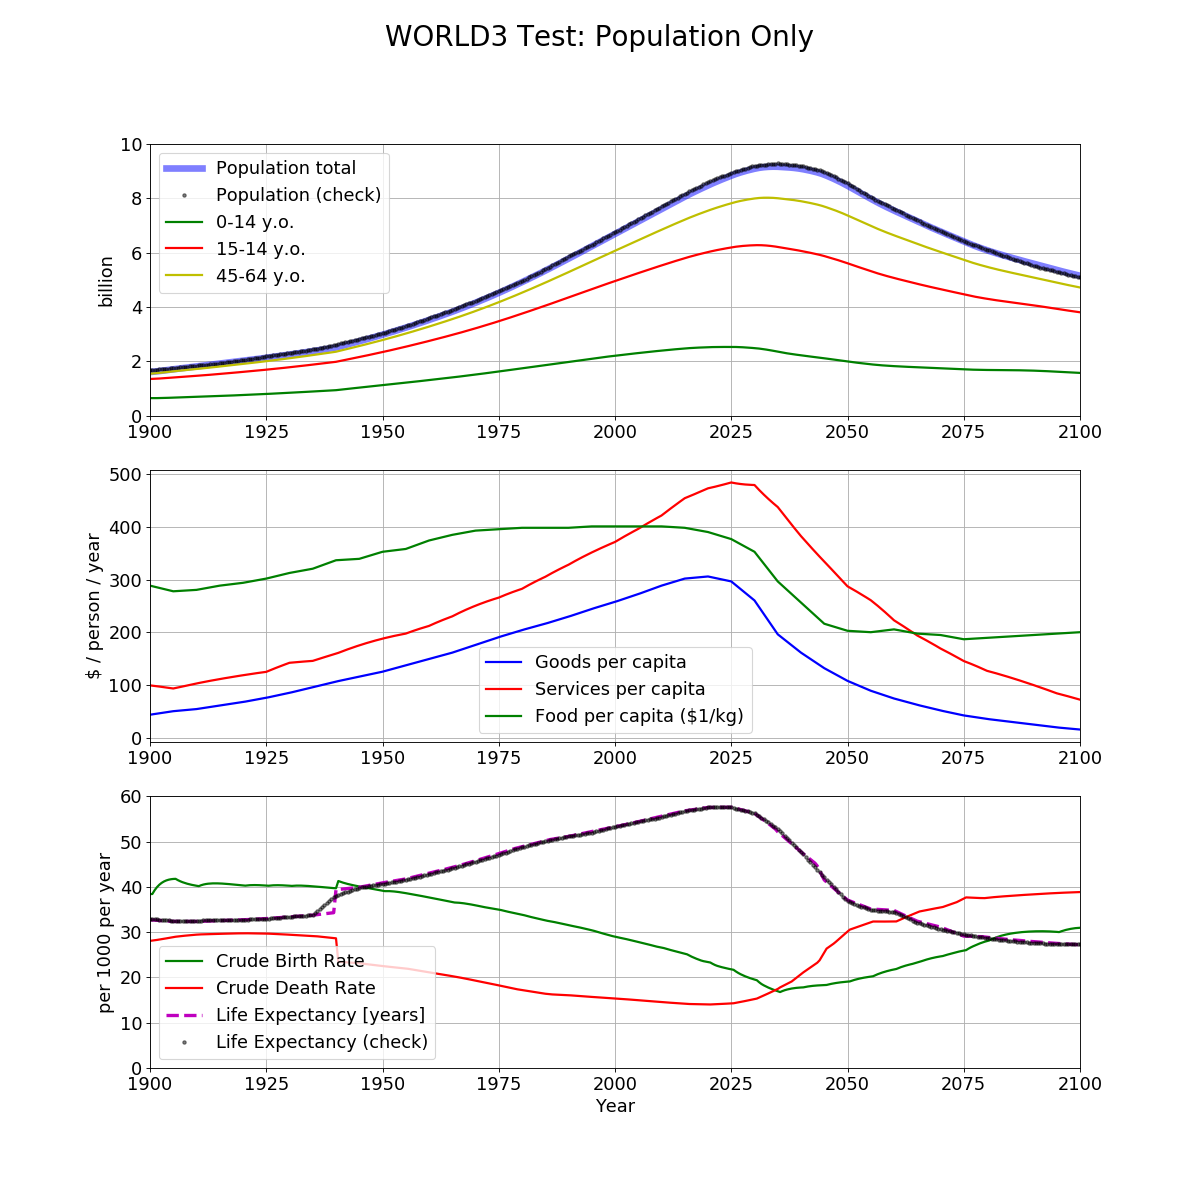 WORLD3 Test: Population Only
10
8
6
4
2
0
billion
Population total
Population (check)
0-14 y.o.
15-14 y.o.
45-64 y.o.
1900 1925 1950 1975 2000 2025 2050 2075 2100
500
400
300
200
100
0
$ / person / year
Goods per capita
Services per capita
Food per capita ($1/kg)
1900 1925 1950 1975 2000 2025 2050 2075 2100
60
50
40
30
20
10
0
per 1000 per year
Crude Birth Rate
Crude Death Rate
Life Expectancy [years]
Life Expectancy (check)
1900 1925 1950 1975 2000 2025 2050 2075 2100
Year